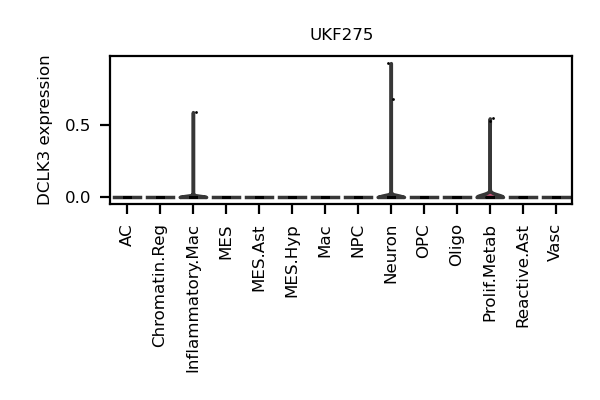 UKF275
DCLK3 expression
0.5
0.0
AC
Chromatin.Reg
Inflammatory.Mac
MES
MES.Ast
MES.Hyp
Mac
NPC
Neuron
OPC
Oligo
Prolif.Metab
Reactive.Ast
Vasc